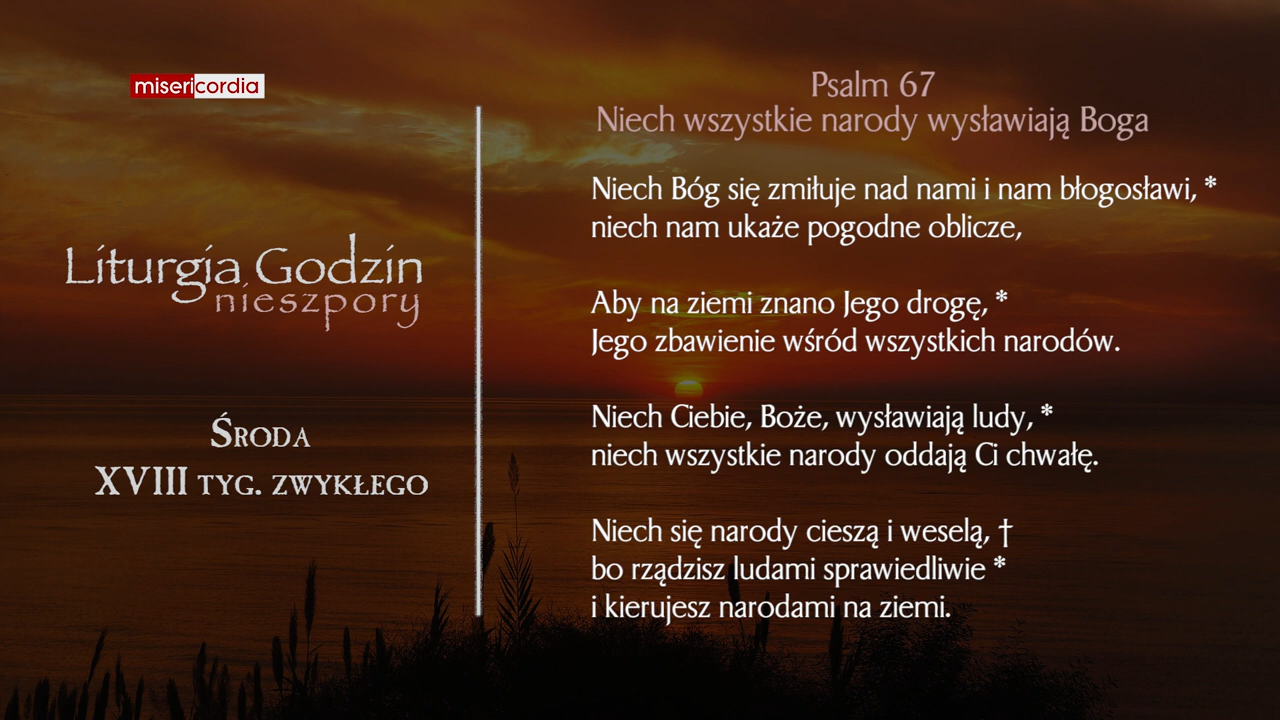 misericordia
Liturgia Godzin
nieszpory
Środa
XVIII tyg. zwykłego
Psalm 67
Niech wszystkie narody wysławiają Boga
Niech Bóg się zmiłuje nad nami i nam błogosławi, *
niech nam ukaże pogodne oblicze,
Aby na ziemi znano Jego drogę, *
Jego zbawienie wśród wszystkich narodów.
Niech Ciebie, Boże, wysławiają ludy, *
niech wszystkie narody oddają Ci chwałę.
Niech się narody cieszą i weselą, †
bo rządzisz ludami sprawiedliwie *
i kierujesz narodami na ziemi.